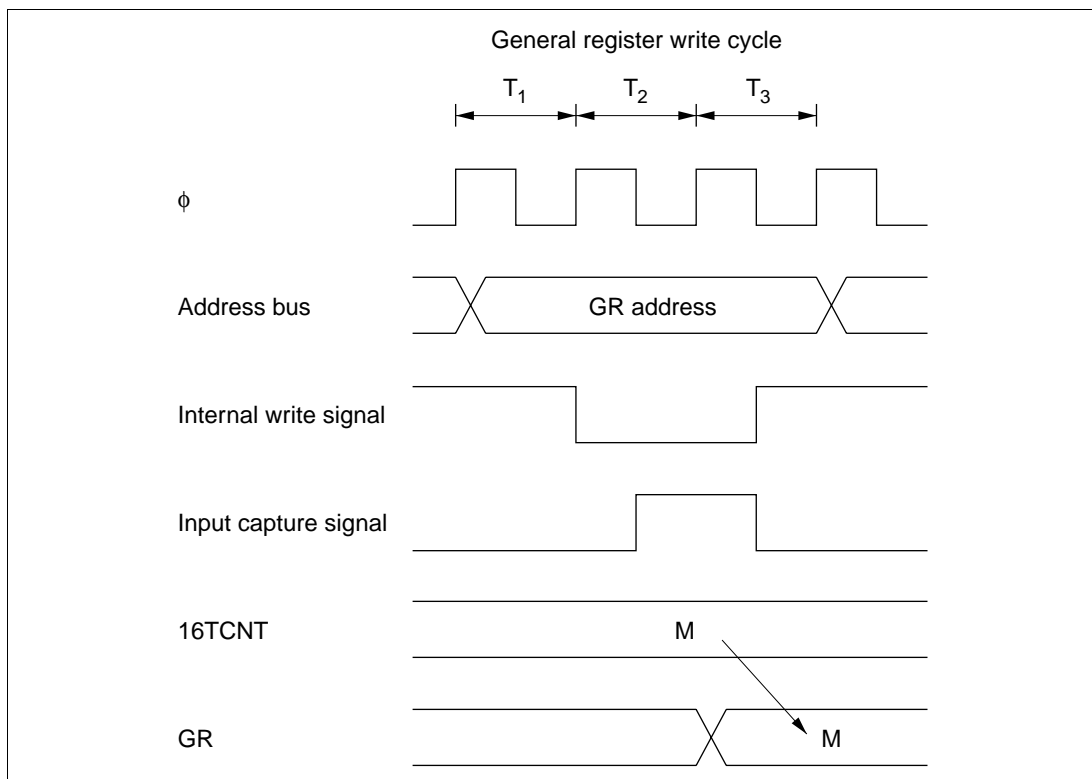 General register write cycle
T1 T2 T3
φ
Address bus GR address
Internal write signal
Input capture signal
16TCNT M
GR M